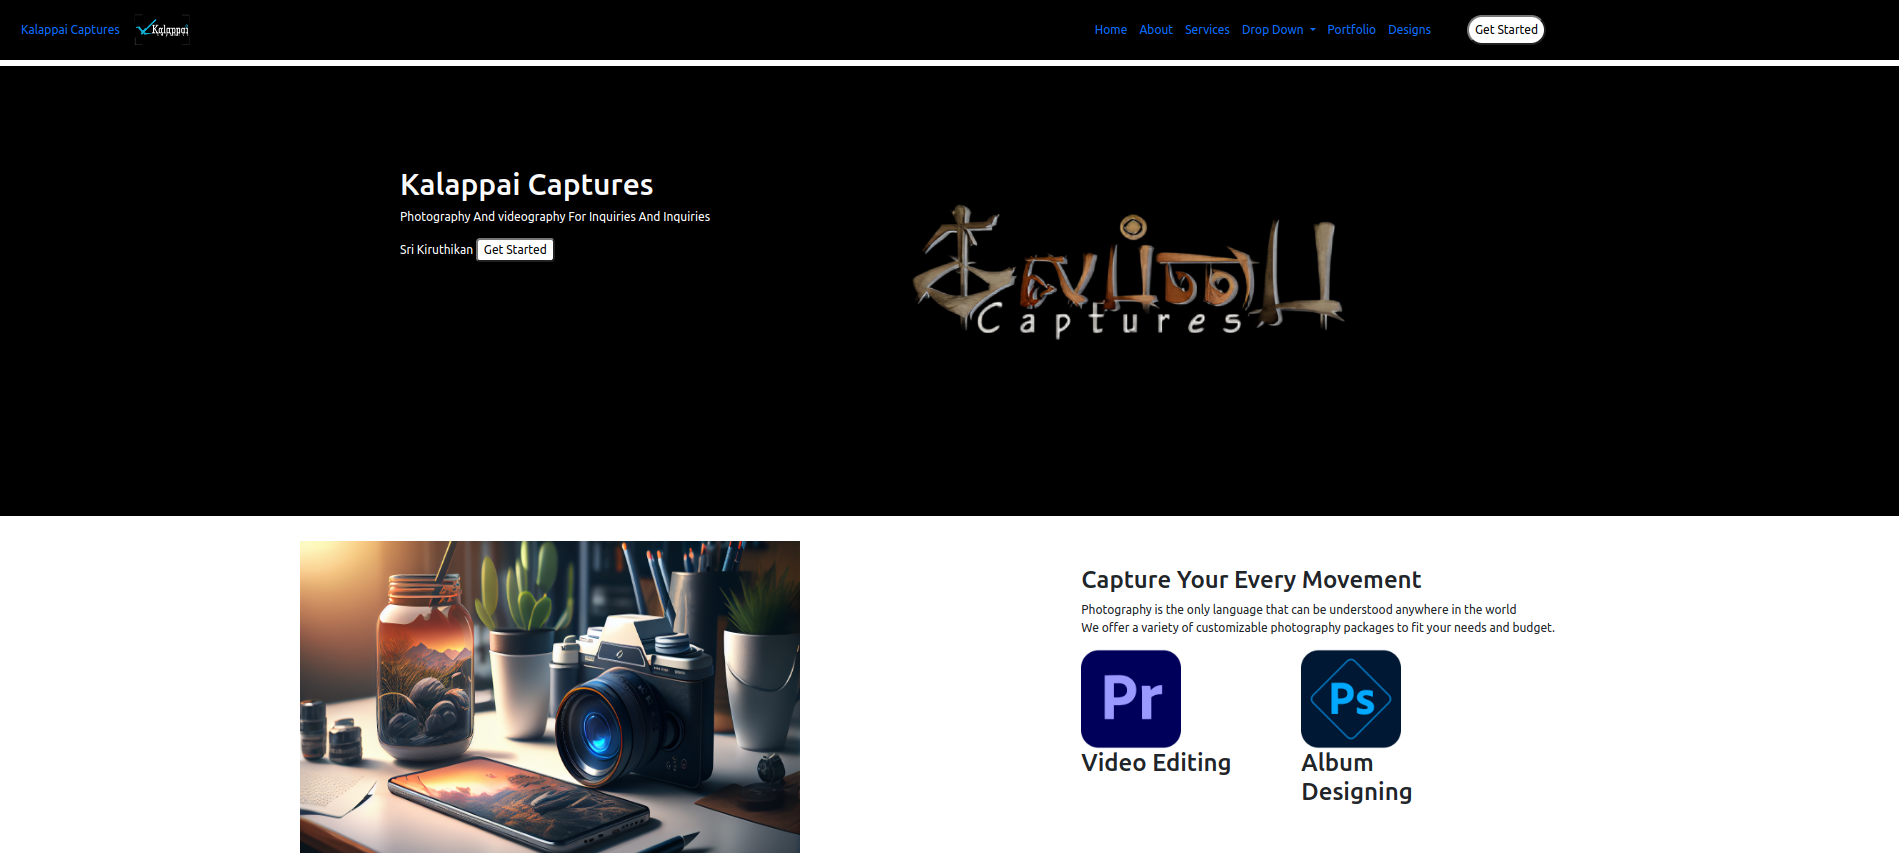 Kalappai Captures
Kalappai
Home About Services Drop Down Portfolio Designs Get Started
Kalappai Captures
Photography And videography For Inquiries And Inquiries
Sri Kiruthikan Get Started
கலப்பை
Captures
Capture Your Every Movement
Photography is the only language that can be understood anywhere in the world
We offer a variety of customizable photography packages to fit your needs and budget.
Pr
Video Editing
Ps
Album
Designing